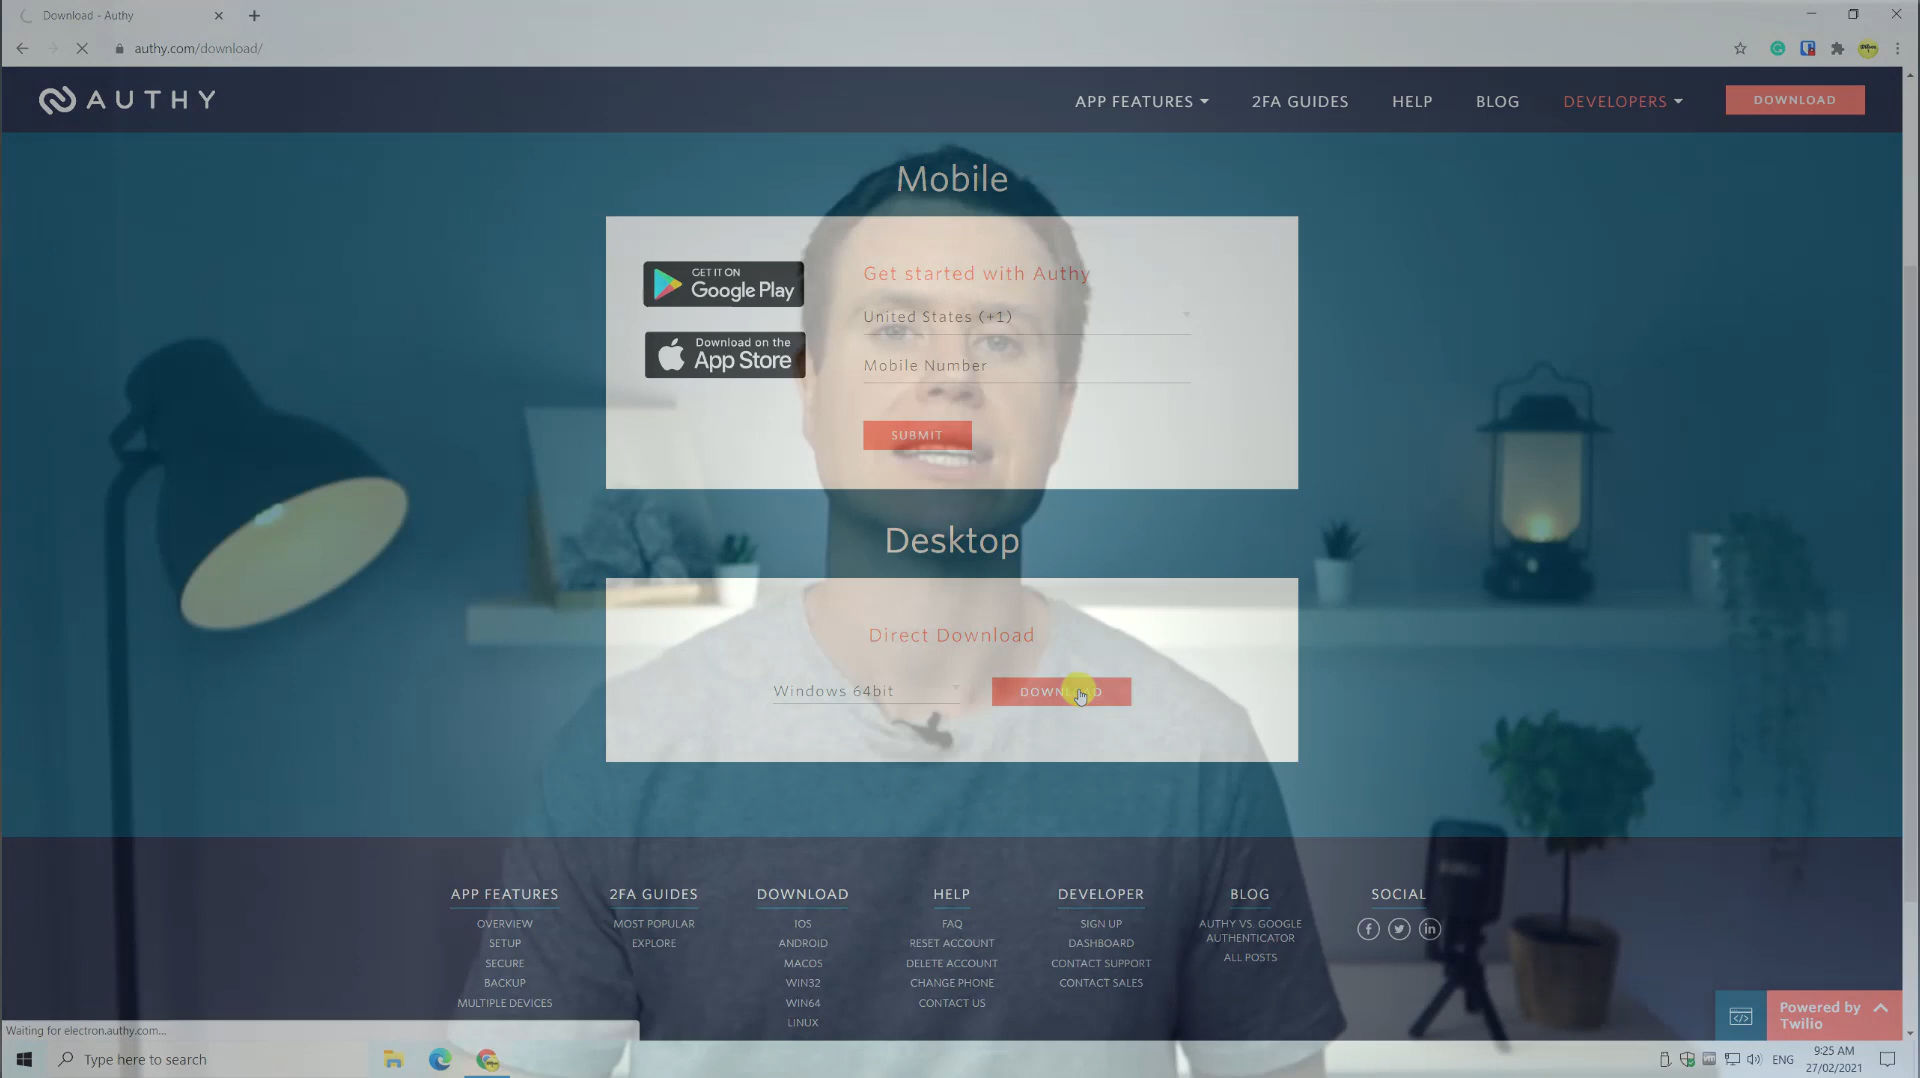 Download - Authy
authy.com/download/
AUTHY
APP FEATURES
2FA GUIDES
HELP
BLOG
DEVELOPERS
DOWNLOAD
Mobile
GET IT ON
Google Play
Download on the
App Store
Get started with Authy
United States (+1)
Mobile Number
SUBMIT
Desktop
Direct Download
Windows 64bit
DOWNLOAD
APP FEATURES
OVERVIEW
SETUP
SECURE
BACKUP
MULTIPLE DEVICES
2FA GUIDES
MOST POPULAR
EXPLORE
DOWNLOAD
IOS
ANDROID
MACOS
WIN32
WIN64
LINUX
HELP
FAQ
RESET ACCOUNT
DELETE ACCOUNT
CHANGE PHONE
CONTACT US
DEVELOPER
SIGN UP
DASHBOARD
CONTACT SUPPORT
CONTACT SALES
BLOG
AUTHY VS. GOOGLE
AUTHENTICATOR
ALL POSTS
SOCIAL
Powered by
Twilio
Waiting for electron.authy.com...
Type here to search
ENG
9:25 AM
27/02/2021